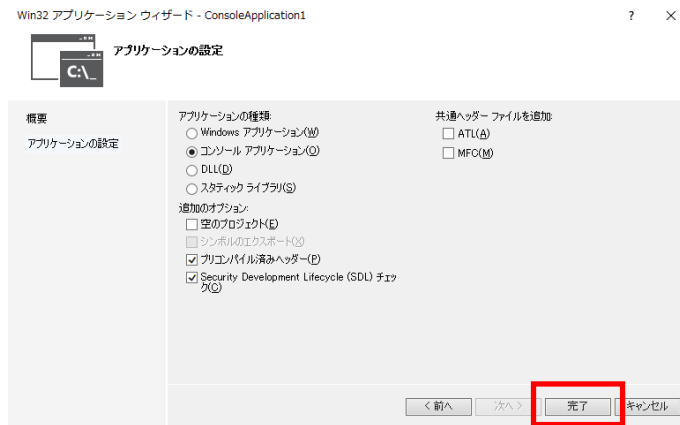 Win32 アプリケーション ウィザード - ConsoleApplication1
?
×
C:\_
アプリケーションの設定
概要
アプリケーションの設定
アプリケーションの種類:
Windows アプリケーション(W)
コンソール アプリケーション(O)
DLL(D)
スタティック ライブラリ(S)
追加のオプション:
空のプロジェクト(E)
シンボルのエクスポート(X)
プリコンパイル済みヘッダー(P)
Security Development Lifecycle (SDL) チェッ
ク(C)
共通ヘッダー ファイルを追加:
ATL(A)
MFC(M)
< 前へ
次へ >
完了
キャンセル